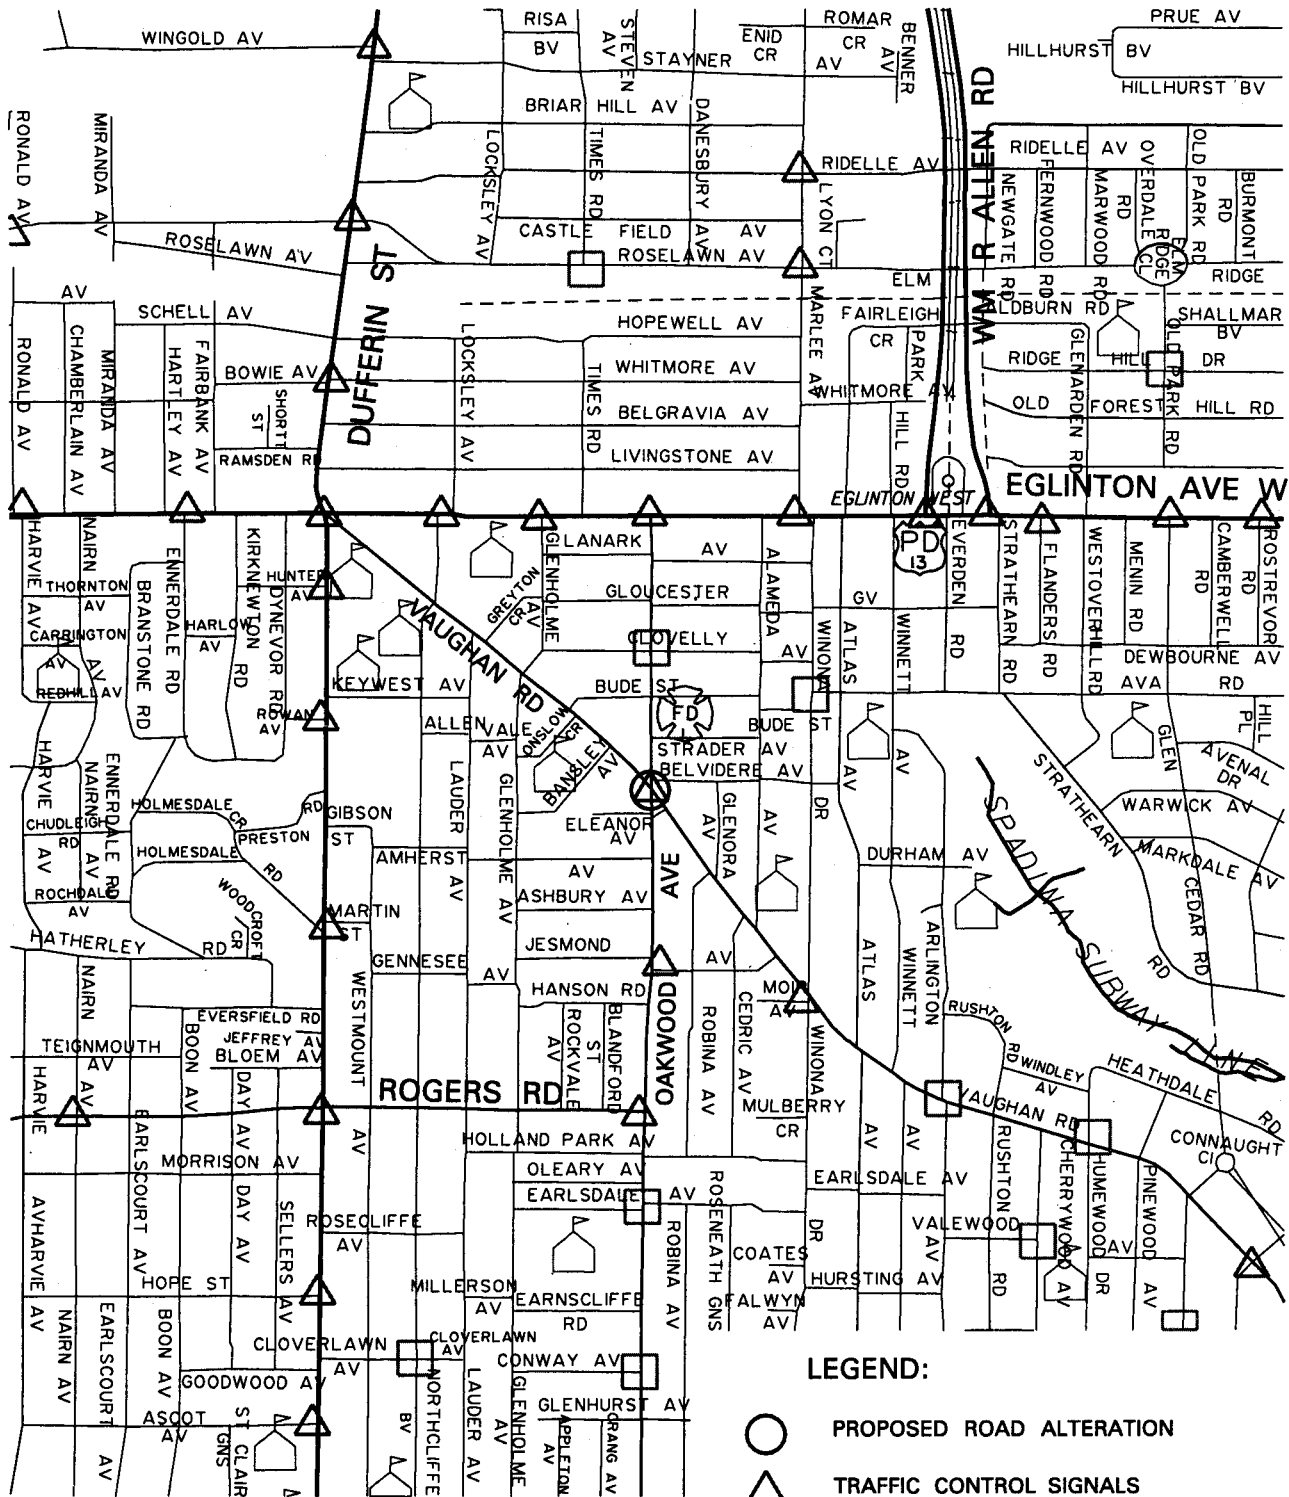 WINGOLD AV
RISA
BV
STEVEN
AV
STAYNER
AV
ENID
CR
ROMAR
CR
BENNER
AV
PRUE AV
HILLHURST BV
HILLHURST BV
BRIAR HILL AV
RONALD AV
MIRANDA AV
LOCKSLEY AV
TIMES RD
DANESBURY AV
RIDELLE AV
LYON CT
WM R ALLEN RD
RIDELLE AV
NEWGATE RD
FERNWOOD RD
MARWOOD RD
OVERDALE
RD
OLD PARK RD
BURMONT
RD
ROSELAWN AV
CASTLE FIELD AV
ROSELAWN AV
ELM
ELM
RIDGE
CL
RIDGE
DUFFERIN ST
AV
SCHELL AV
HOPEWELL AV
MARLEE AV
FAIRLEIGH
CR
ALDBURN RD
SHALLMAR
BV
RONALD AV
CHAMBERLAIN AV
MIRANDA AV
HARTLEY AV
FAIRBANK AV
BOWIE AV
SHORTT
ST
LOCKSLEY AV
TIMES RD
WHITMORE AV
PARK
HILL RD
WHITMORE AV
RIDGE HILL DR
GLENARDEN RD
OLD PARK RD
BELGRAVIA AV
OLD FOREST HILL RD
RAMSDEN RD
LIVINGSTONE AV
EGLINTON WEST
EGLINTON AVE W
HARVIE AV
NAIRN
AV
THORNTON
AV
CARRINGTON
AV
REDHILL AV
ENNERDALE RD
BRANSTONE RD
KIRKNEWTON
RD
HARLOW
AV
HUNTER
DYNEVOR RD
ROWAN
AV
VAUGHAN RD
KEYWEST AV
GREYTON
CR
GLENHOLME
AV
LANARK AV
GLOUCESTER
GV
CLOVELLY
AV
ALAMEDA
AV
WINONA
DR
ATLAS
AV
WINNETT
AV
PD
13
EVERDEN
RD
STRATHEARN RD
FLANDERS RD
WESTOVER HILL RD
MENIN RD
CAMBERWELL
RD
ROSTREVOR
RD
DEWBOURNE AV
AVA RD
BUDE ST
FD
BUDE ST
ALLENVALE
AV
ONSLOW
CR
BANSLEY
AV
STRADER AV
BELVIDERE AV
GLEN
CEDAR RD
HILL
PL
AVENAL
DR
STRATHEARN
RD
WARWICK AV
MARKDALE AV
HARVIE
AV
NAIRN
AV
ENNERDALE RD
HOLMESDALE
CR
CHUDLEIGH
RD
HOLMESDALE
RD
PRESTON
RD
GIBSON
ST
ROCHDALE
AV
WOODCROFT
CR
LAUDER
AV
GLENHOLME AV
AMHERST
AV
ELEANOR
AV
GLENORA
AV
DURHAM AV
ASHBURY AV
MARTIN
ST
HATHERLEY RD
GENNESEE
AV
JESMOND
AV
OAKWOOD AVE
SPADINA SUBWAY LINE
NAIRN
AV
HANSON RD
ROCKVALE
AV
BLANDFORD
ST
ROBINA AV
CEDRIC AV
WINONA
DR
ATLAS
AV
WINNETT
AV
ARLINGTON
AV
RUSHTON
RD
EVERSFIELD RD
JEFFREY AV
BLOEM AV
TEIGNMOUTH
AV
BOON AV
WESTMOUNT
AV
WINDLEY
AV
HEATHDALE
RD
HARVIE
AV
ROGERS RD
DAY AV
EARLSCOURT AV
MULBERRY
CR
VAUGHAN RD
CONNAUGHT
CI
HOLLAND PARK AV
MORRISON AV
OLEARY AV
EARLSDALE AV
EARLSDALE AV
RUSHTON
RD
CHERRYWOOD AV
HUMEWOOD
DR
PINEWOOD
AV
HARVIE AV
DAY AV
SELLERS AV
ROSECLIFFE
AV
ROBINA AV
ROSENEATH GNS
VALEWOOD
AV
COATES
AV
HURSTING AV
HOPE ST
MILLERSON
AV
EARNSCLIFFE
RD
FALWYN
AV
NAIRN AV
EARLSCOURT
AV
BOON AV
CLOVERLAWN
AV
CLOVERLAWN
AV
CONWAY AV
GOODWOOD AV
NORTHCLIFFE
BV
LAUDER
AV
GLENHOLME
GLENHURST AV
ASCOT
AV
ST CLAIR
GNS
APPLETON
AV
CRANG AV
LEGEND:
PROPOSED ROAD ALTERATION
TRAFFIC CONTROL SIGNALS